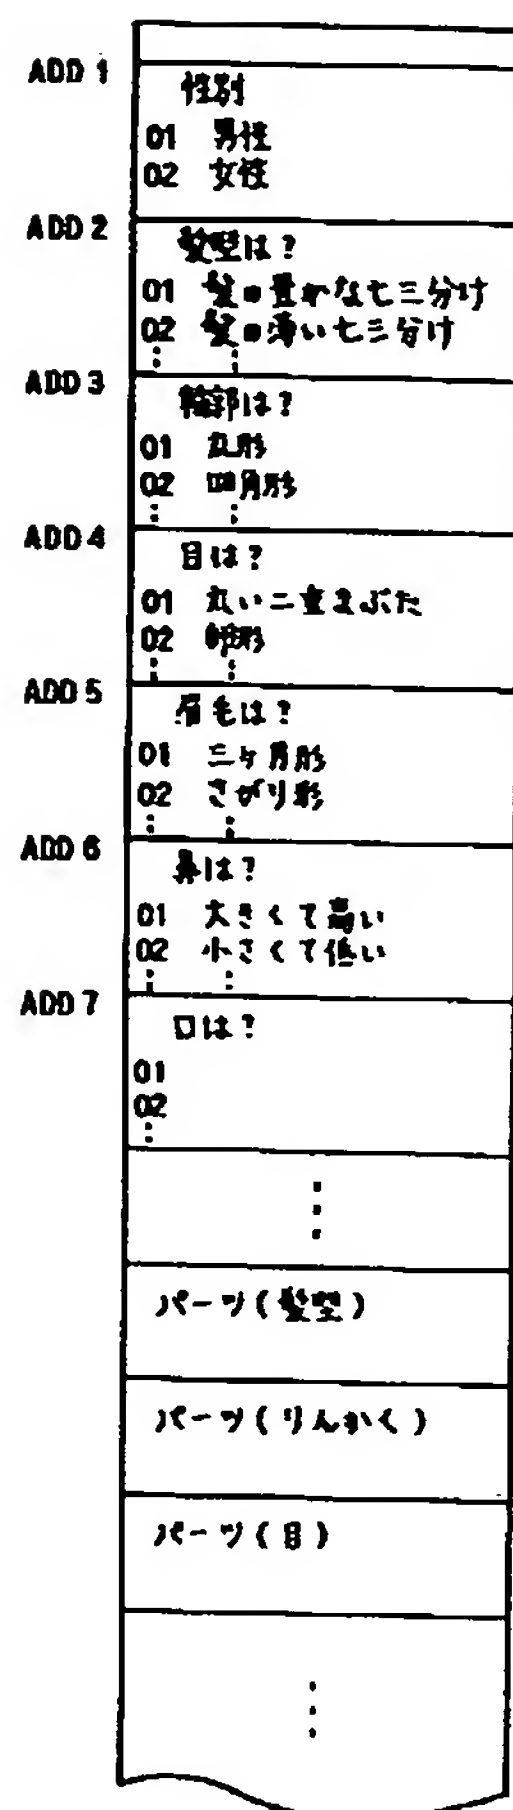 ADD 1
性別
01 男性
02 女性
ADD 2
髪型は?
01 髪の豊かな七三分け
02 髪の薄い七三分け
ADD 3
輪郭は?
01 丸形
02 四角形
ADD 4
目は?
01 丸い二重まぶた
02
ADD 5
眉毛は?
01 三ヶ月形
02 さがり形
ADD 6
鼻は?
01 大きくて高い
02 小さくて低い
ADD 7
口は?
01
02
パーツ(髪型)
パーツ(りんかく)
パーツ(目)